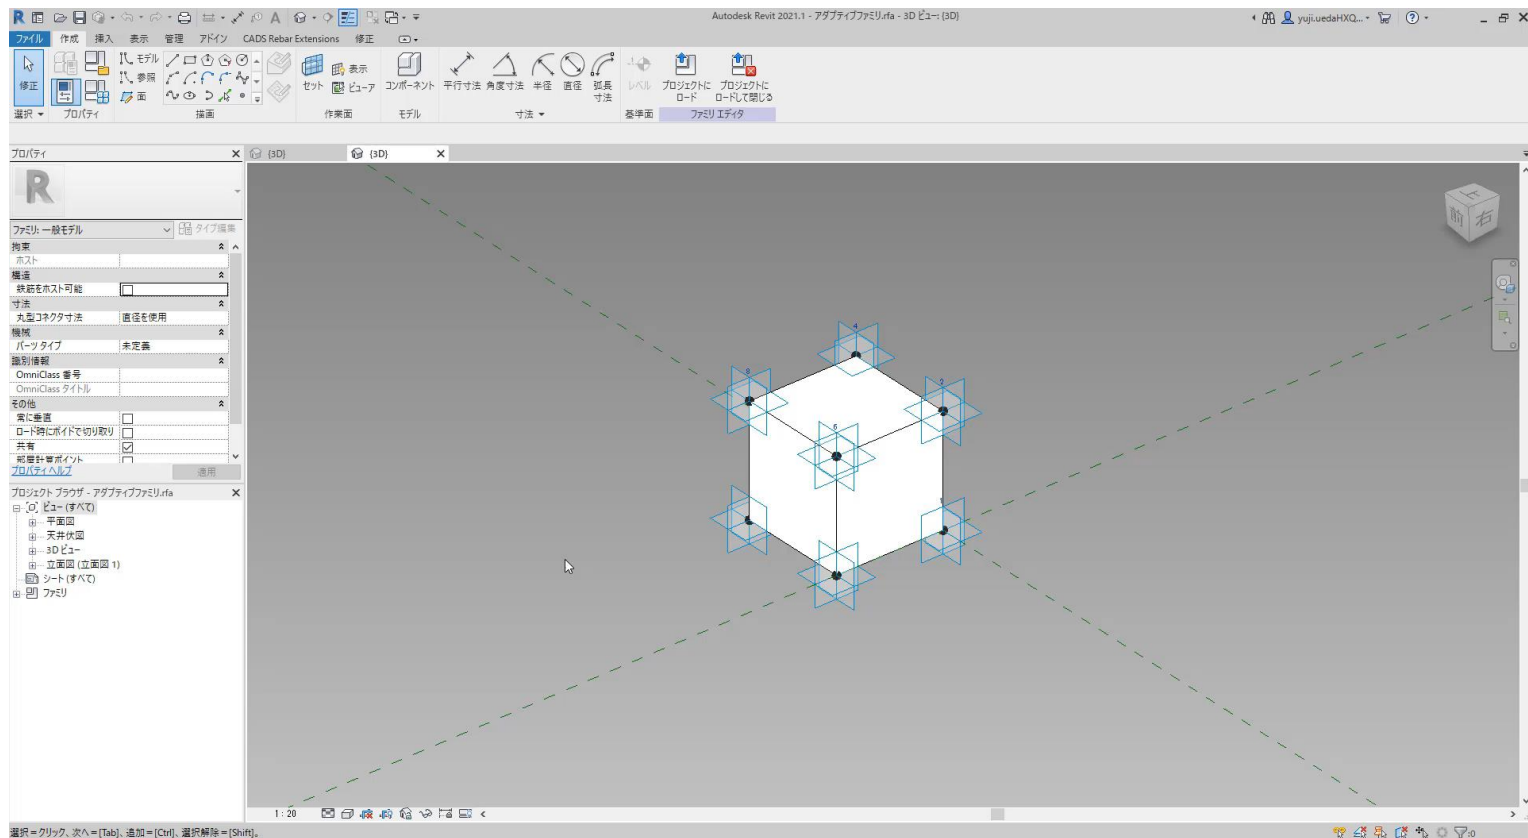 Autodesk Revit 2021.1 - アダプティブファミリ.rfa - 3D ビュー: {3D}
yuji.uedaHXQ...
ファイル 作成 挿入 表示 管理 アドイン CADS Rebar Extensions 修正
修正 モデル 参照 面 セット 表示 ビューア コンポーネント 平行寸法 角度寸法 半径 直径 弧長寸法 レベル プロジェクトにロード プロジェクトにロードして閉じる
選択 プロパティ 描画 作業面 モデル 寸法 基準面 ファミリ エディタ
プロパティ
{3D} {3D}
R
ファミリ: 一般モデル タイプ編集
拘束
ホスト
構造
鉄筋をホスト可能
寸法
丸型コネクタ寸法 直径を使用
機械
パーツ タイプ 未定義
識別情報
OmniClass 番号
OmniClass タイトル
その他
常に垂直
ロード時にボイドで切り取り
共有
部屋計算ポイント
プロパティ ヘルプ 適用
プロジェクト ブラウザ - アダプティブファミリ.rfa
ビュー (すべて)
平面図
天井伏図
3D ビュー
立面図 (立面図 1)
シート (すべて)
ファミリ
上
前 右
4
2
1
1 : 20
選択 = クリック、次へ = [Tab]、追加 = [Ctrl]、選択解除 = [Shift]。
:0